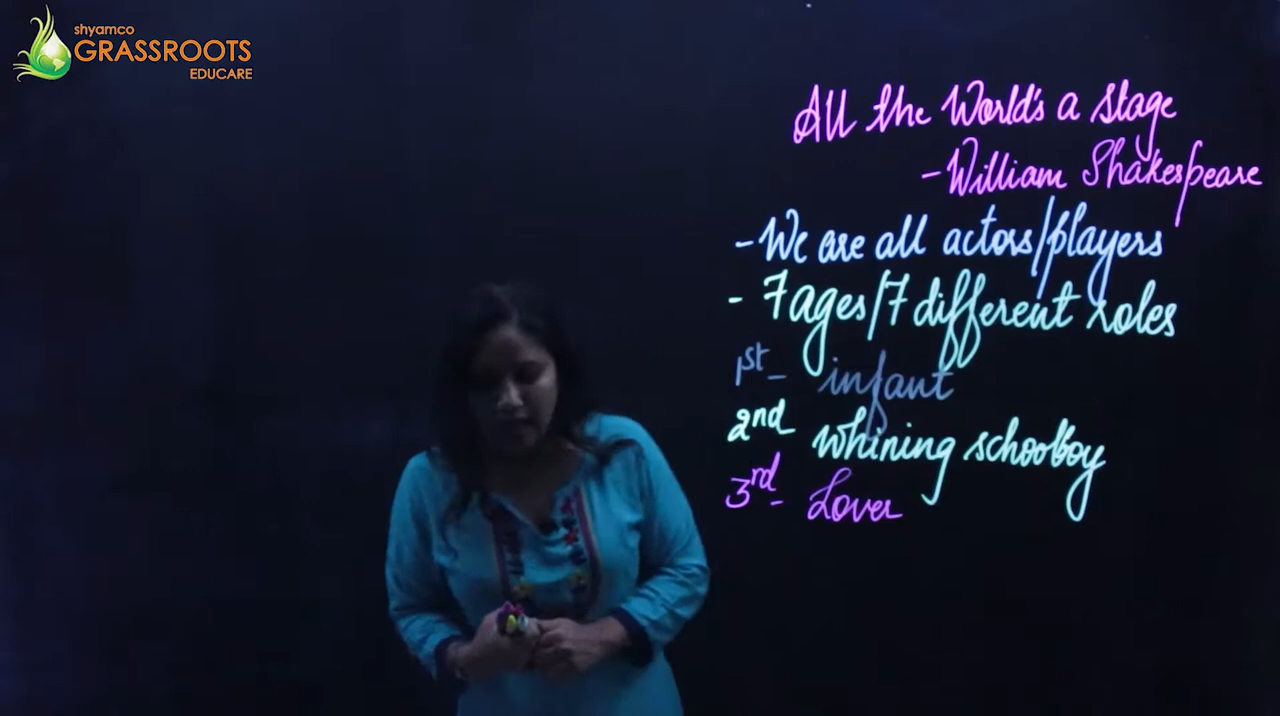 shyamco
GRASSROOTS
EDUCARE
All the World's a stage
- William Shakespeare
- We are all actors/players
- 7 ages/7 different roles
1st - infant
2nd whining schoolboy
3rd - Lover